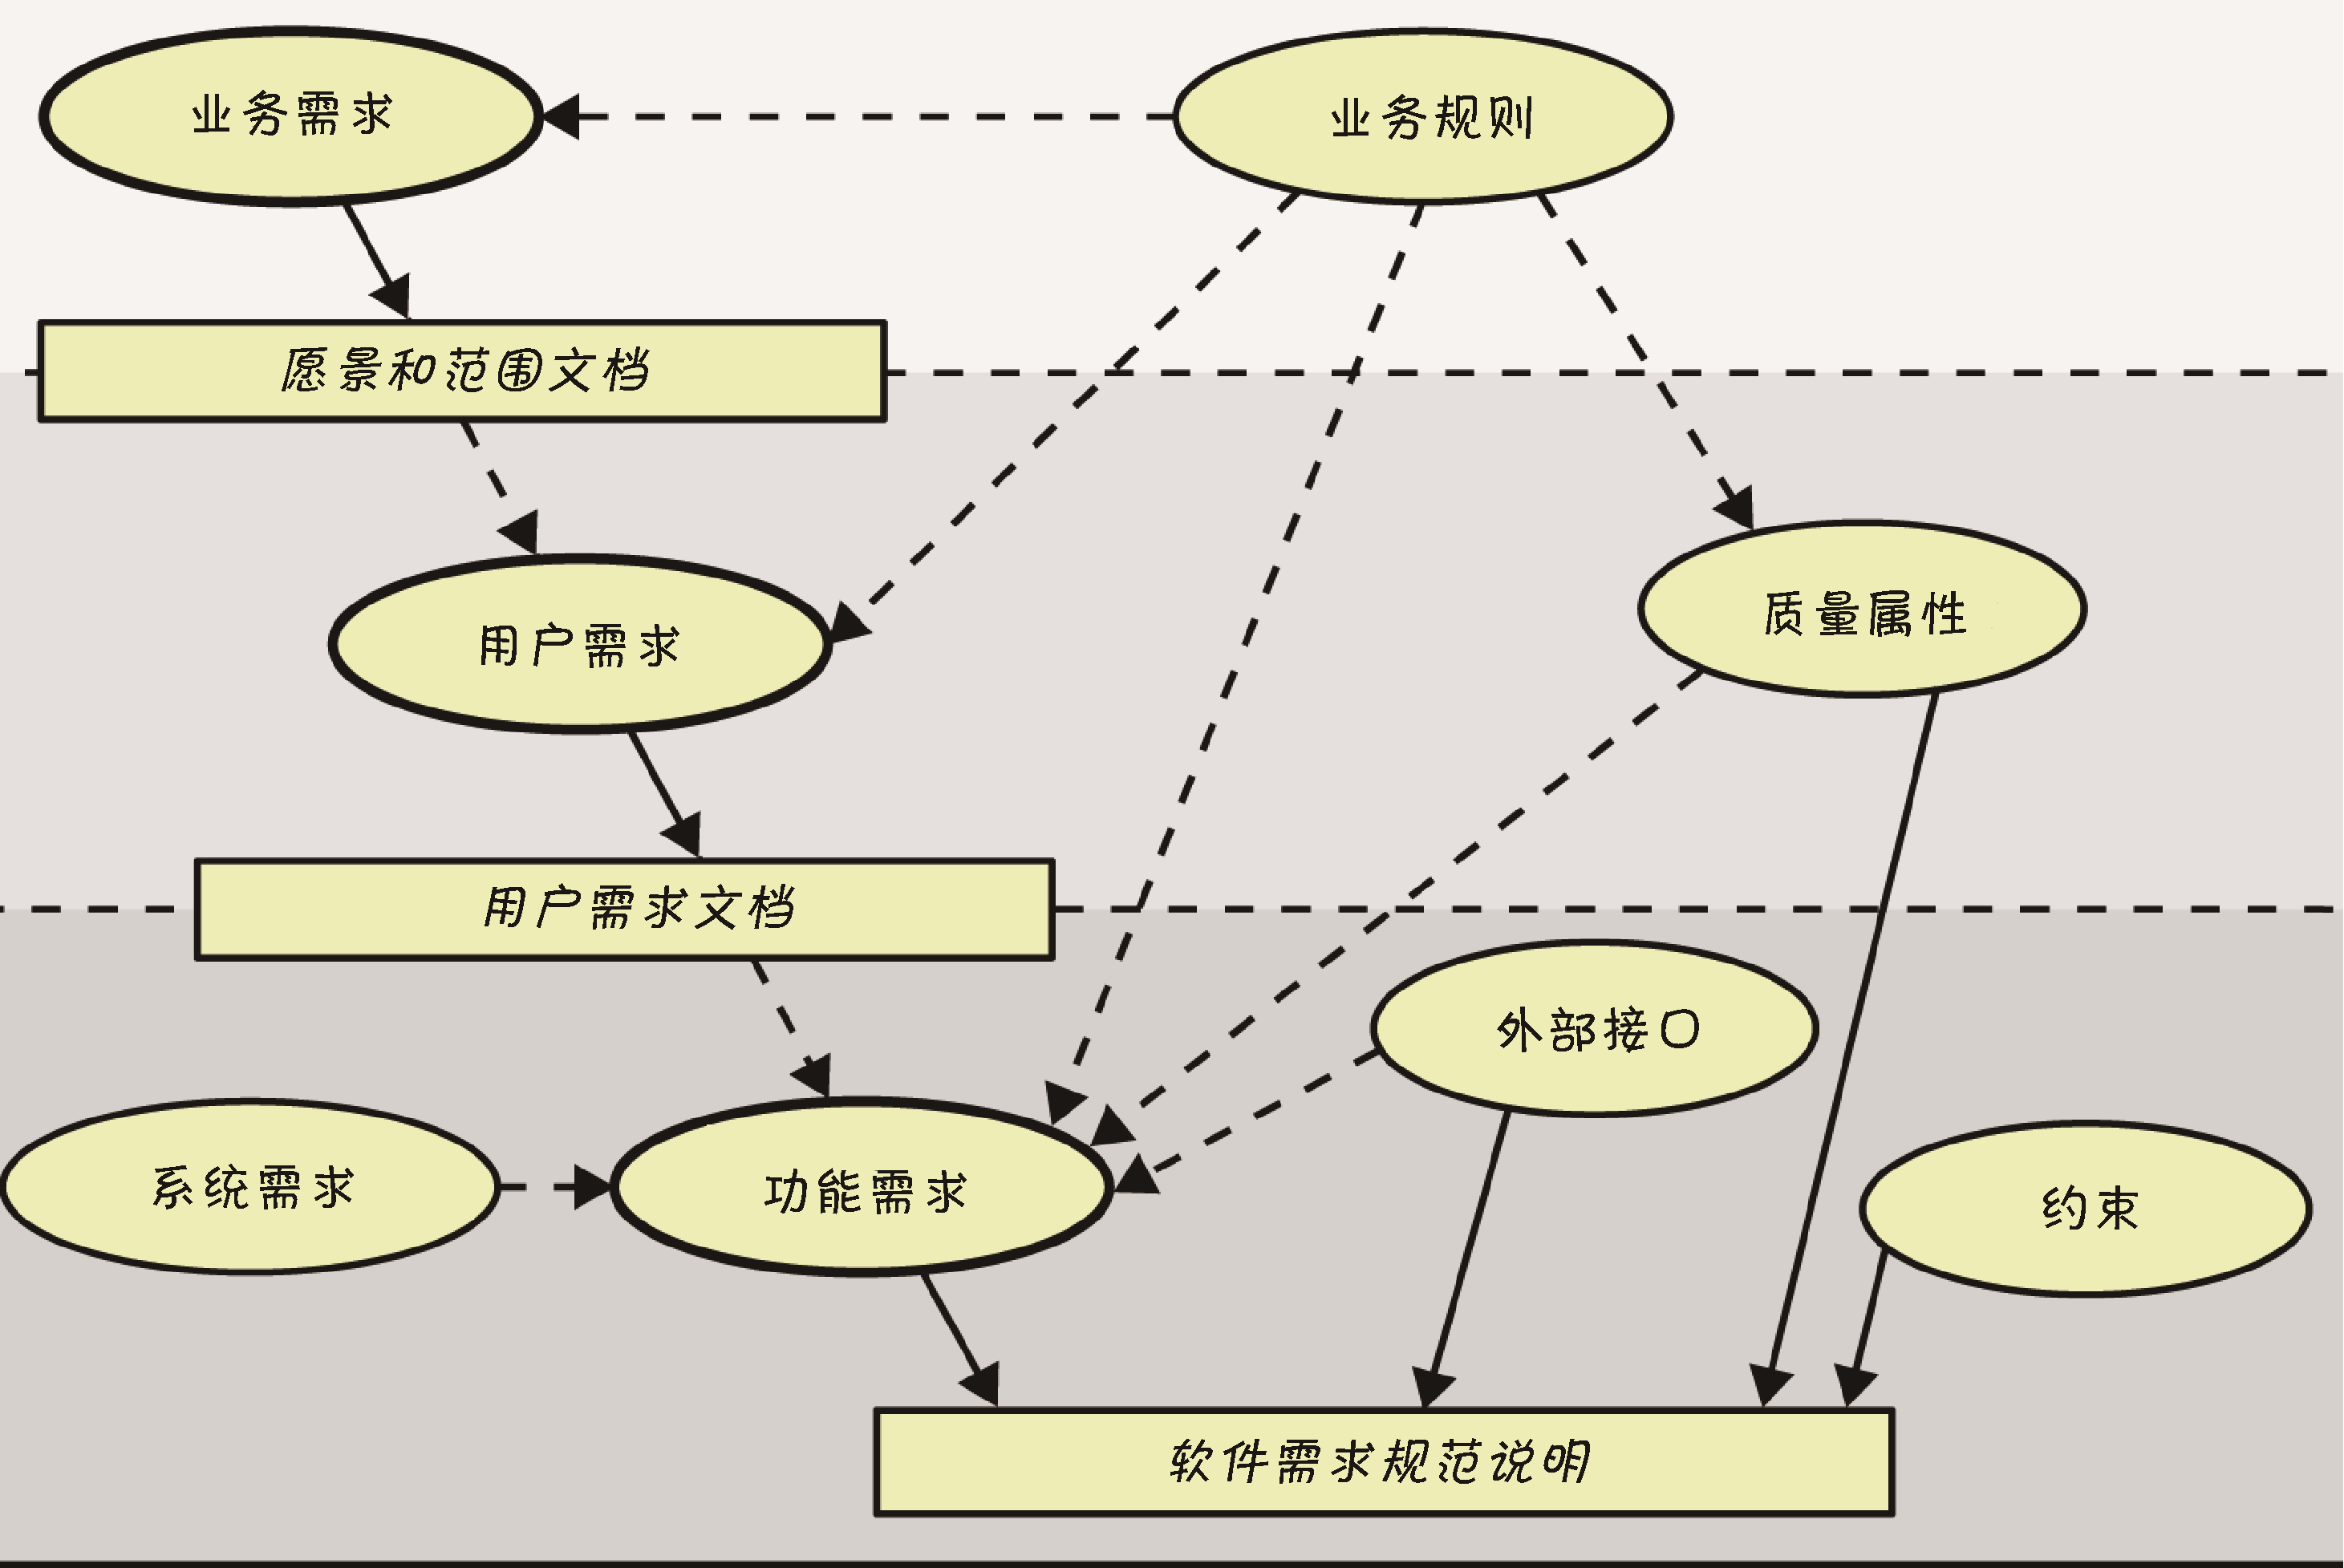 业务需求
业务规则
愿景和范围文档
用户需求
质量属性
用户需求文档
外部接口
系统需求
功能需求
约束
软件需求规范说明